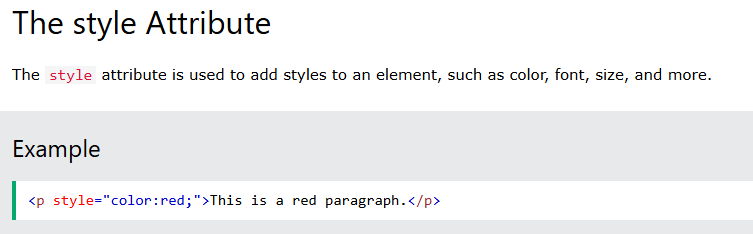 The style Attribute
The style attribute is used to add styles to an element, such as color, font, size, and more.
Example
<p style="color:red;">This is a red paragraph.</p>